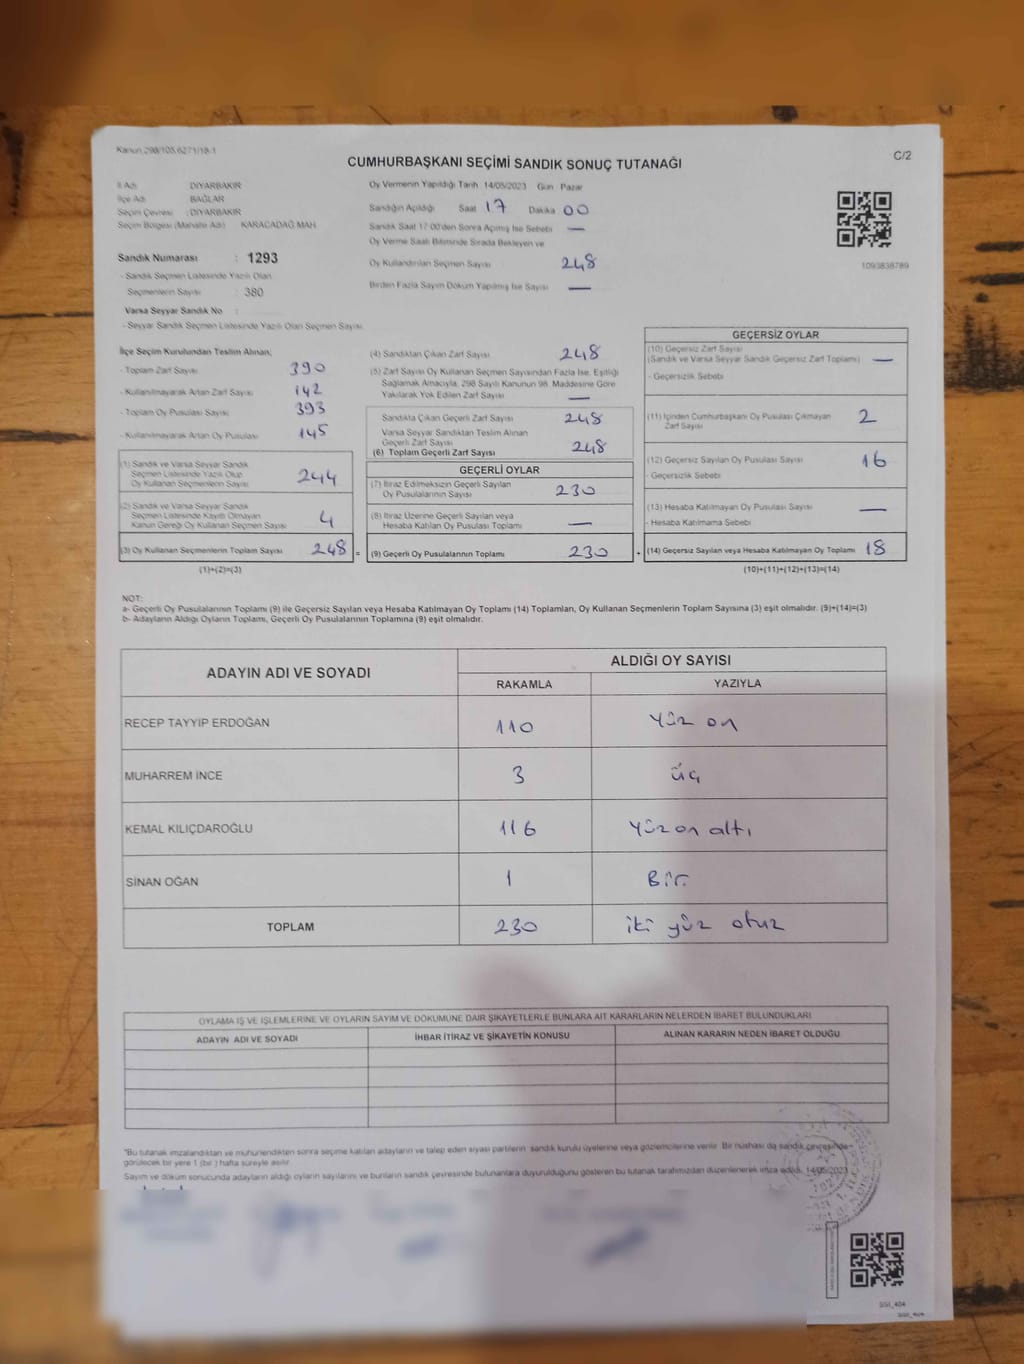 Kanun 298/105,6271/18-1
C/2
CUMHURBAŞKANI SEÇİMİ SANDIK SONUÇ TUTANAĞI
İl Adı : DİYARBAKIR
İlçe Adı : BAĞLAR
Seçim Çevresi : DİYARBAKIR
Seçim Bölgesi (Mahalle Adı) KARACADAĞ MAH.
Sandık Numarası : 1293
- Sandık Seçmen Listesinde Yazılı Olan
Seçmenlerin Sayısı : 380
Varsa Seyyar Sandık No :
- Seyyar Sandık Seçmen Listesinde Yazılı Olan Seçmen Sayısı
Oy Vermenin Yapıldığı Tarih 14/05/2023 Gün Pazar
Sandığın Açıldığı Saat 17 Dakika 00
Sandık Saat 17:00'den Sonra Açılmış İse Sebebi —
Oy Verme Saati Bitiminde Sırada Bekleyen ve
Oy Kullandırılan Seçmen Sayısı 248
Birden Fazla Sayım Döküm Yapılmış İse Sayısı —
1093838789
İlçe Seçim Kurulundan Teslim Alınan;
- Toplam Zarf Sayısı 390
- Kullanılmayarak Artan Zarf Sayısı 142
- Toplam Oy Pusulası Sayısı 393
- Kullanılmayarak Artan Oy Pusulası 145
(1) Sandık ve Varsa Seyyar Sandık
Seçmen Listesinde Yazılı Olup
Oy Kullanan Seçmenlerin Sayısı 244
(2) Sandık ve Varsa Seyyar Sandık
Seçmen Listesinde Kayıtlı Olmayan
Kanun Gereği Oy Kullanan Seçmen Sayısı 4
(3) Oy Kullanan Seçmenlerin Toplam Sayısı 248 =
(1)+(2)=(3)
(4) Sandıktan Çıkan Zarf Sayısı 248
(5) Zarf Sayısı Oy Kullanan Seçmen Sayısından Fazla İse, Eşitliği
Sağlamak Amacıyla, 298 Sayılı Kanunun 98. Maddesine Göre
Yakılarak Yok Edilen Zarf Sayısı —
Sandıkta Çıkan Geçerli Zarf Sayısı 248
Varsa Seyyar Sandıktan Teslim Alınan
Geçerli Zarf Sayısı
(6) Toplam Geçerli Zarf Sayısı 248
GEÇERLİ OYLAR
(7) İtiraz Edilmeksizin Geçerli Sayılan
Oy Pusulalarının Sayısı 230
(8) İtiraz Üzerine Geçerli Sayılan veya
Hesaba Katılan Oy Pusulası Toplamı —
(9) Geçerli Oy Pusulalarının Toplamı 230 +
GEÇERSİZ OYLAR
(10) Geçersiz Zarf Sayısı
(Sandık ve Varsa Seyyar Sandık Geçersiz Zarf Toplamı) —
- Geçersizlik Sebebi
(11) İçinden Cumhurbaşkanı Oy Pusulası Çıkmayan
Zarf Sayısı 2
(12) Geçersiz Sayılan Oy Pusulası Sayısı 16
- Geçersizlik Sebebi
(13) Hesaba Katılmayan Oy Pusulası Sayısı —
- Hesaba Katılmama Sebebi
(14) Geçersiz Sayılan veya Hesaba Katılmayan Oy Toplamı 18
(10)+(11)+(12)+(13)=(14)
NOT:
a- Geçerli Oy Pusulalarının Toplamı (9) ile Geçersiz Sayılan veya Hesaba Katılmayan Oy Toplamı (14) Toplamları, Oy Kullanan Seçmenlerin Toplam Sayısına (3) eşit olmalıdır. (9)+(14)=(3)
b- Adayların Aldığı Oyların Toplamı, Geçerli Oy Pusulalarının Toplamına (9) eşit olmalıdır.
ADAYIN ADI VE SOYADI ALDIĞI OY SAYISI
RAKAMLA YAZIYLA
RECEP TAYYİP ERDOĞAN 110 Yüz on
MUHARREM İNCE 3 üç
KEMAL KILIÇDAROĞLU 116 Yüz on altı
SİNAN OĞAN 1 Bir
TOPLAM 230 iki yüz otuz
OYLAMA İŞ VE İŞLEMLERİNE VE OYLARIN SAYIM VE DÖKÜMÜNE DAİR ŞİKAYETLERLE BUNLARA AİT KARARLARIN NELERDEN İBARET BULUNDUKLARI
ADAYIN ADI VE SOYADI İHBAR İTİRAZ VE ŞİKAYETİN KONUSU ALINAN KARARIN NEDEN İBARET OLDUĞU
"Bu tutanak imzalandıktan ve mühürlendikten sonra seçime katılan adayların ve talep eden siyasi partilerin sandık kurulu üyelerine veya gözlemcilerine verilir. Bir nüshası da sandık çevresinde
görülecek bir yere 1 (bir) hafta süreyle asılır.
Sayım ve döküm sonucunda adayların aldığı oyların sayılarını ve bunların sandık çevresinde bulunanlara duyurulduğunu gösteren bu tutanak tarafımızdan düzenlenerek imza edildi. 14/05/2023
SSI_404